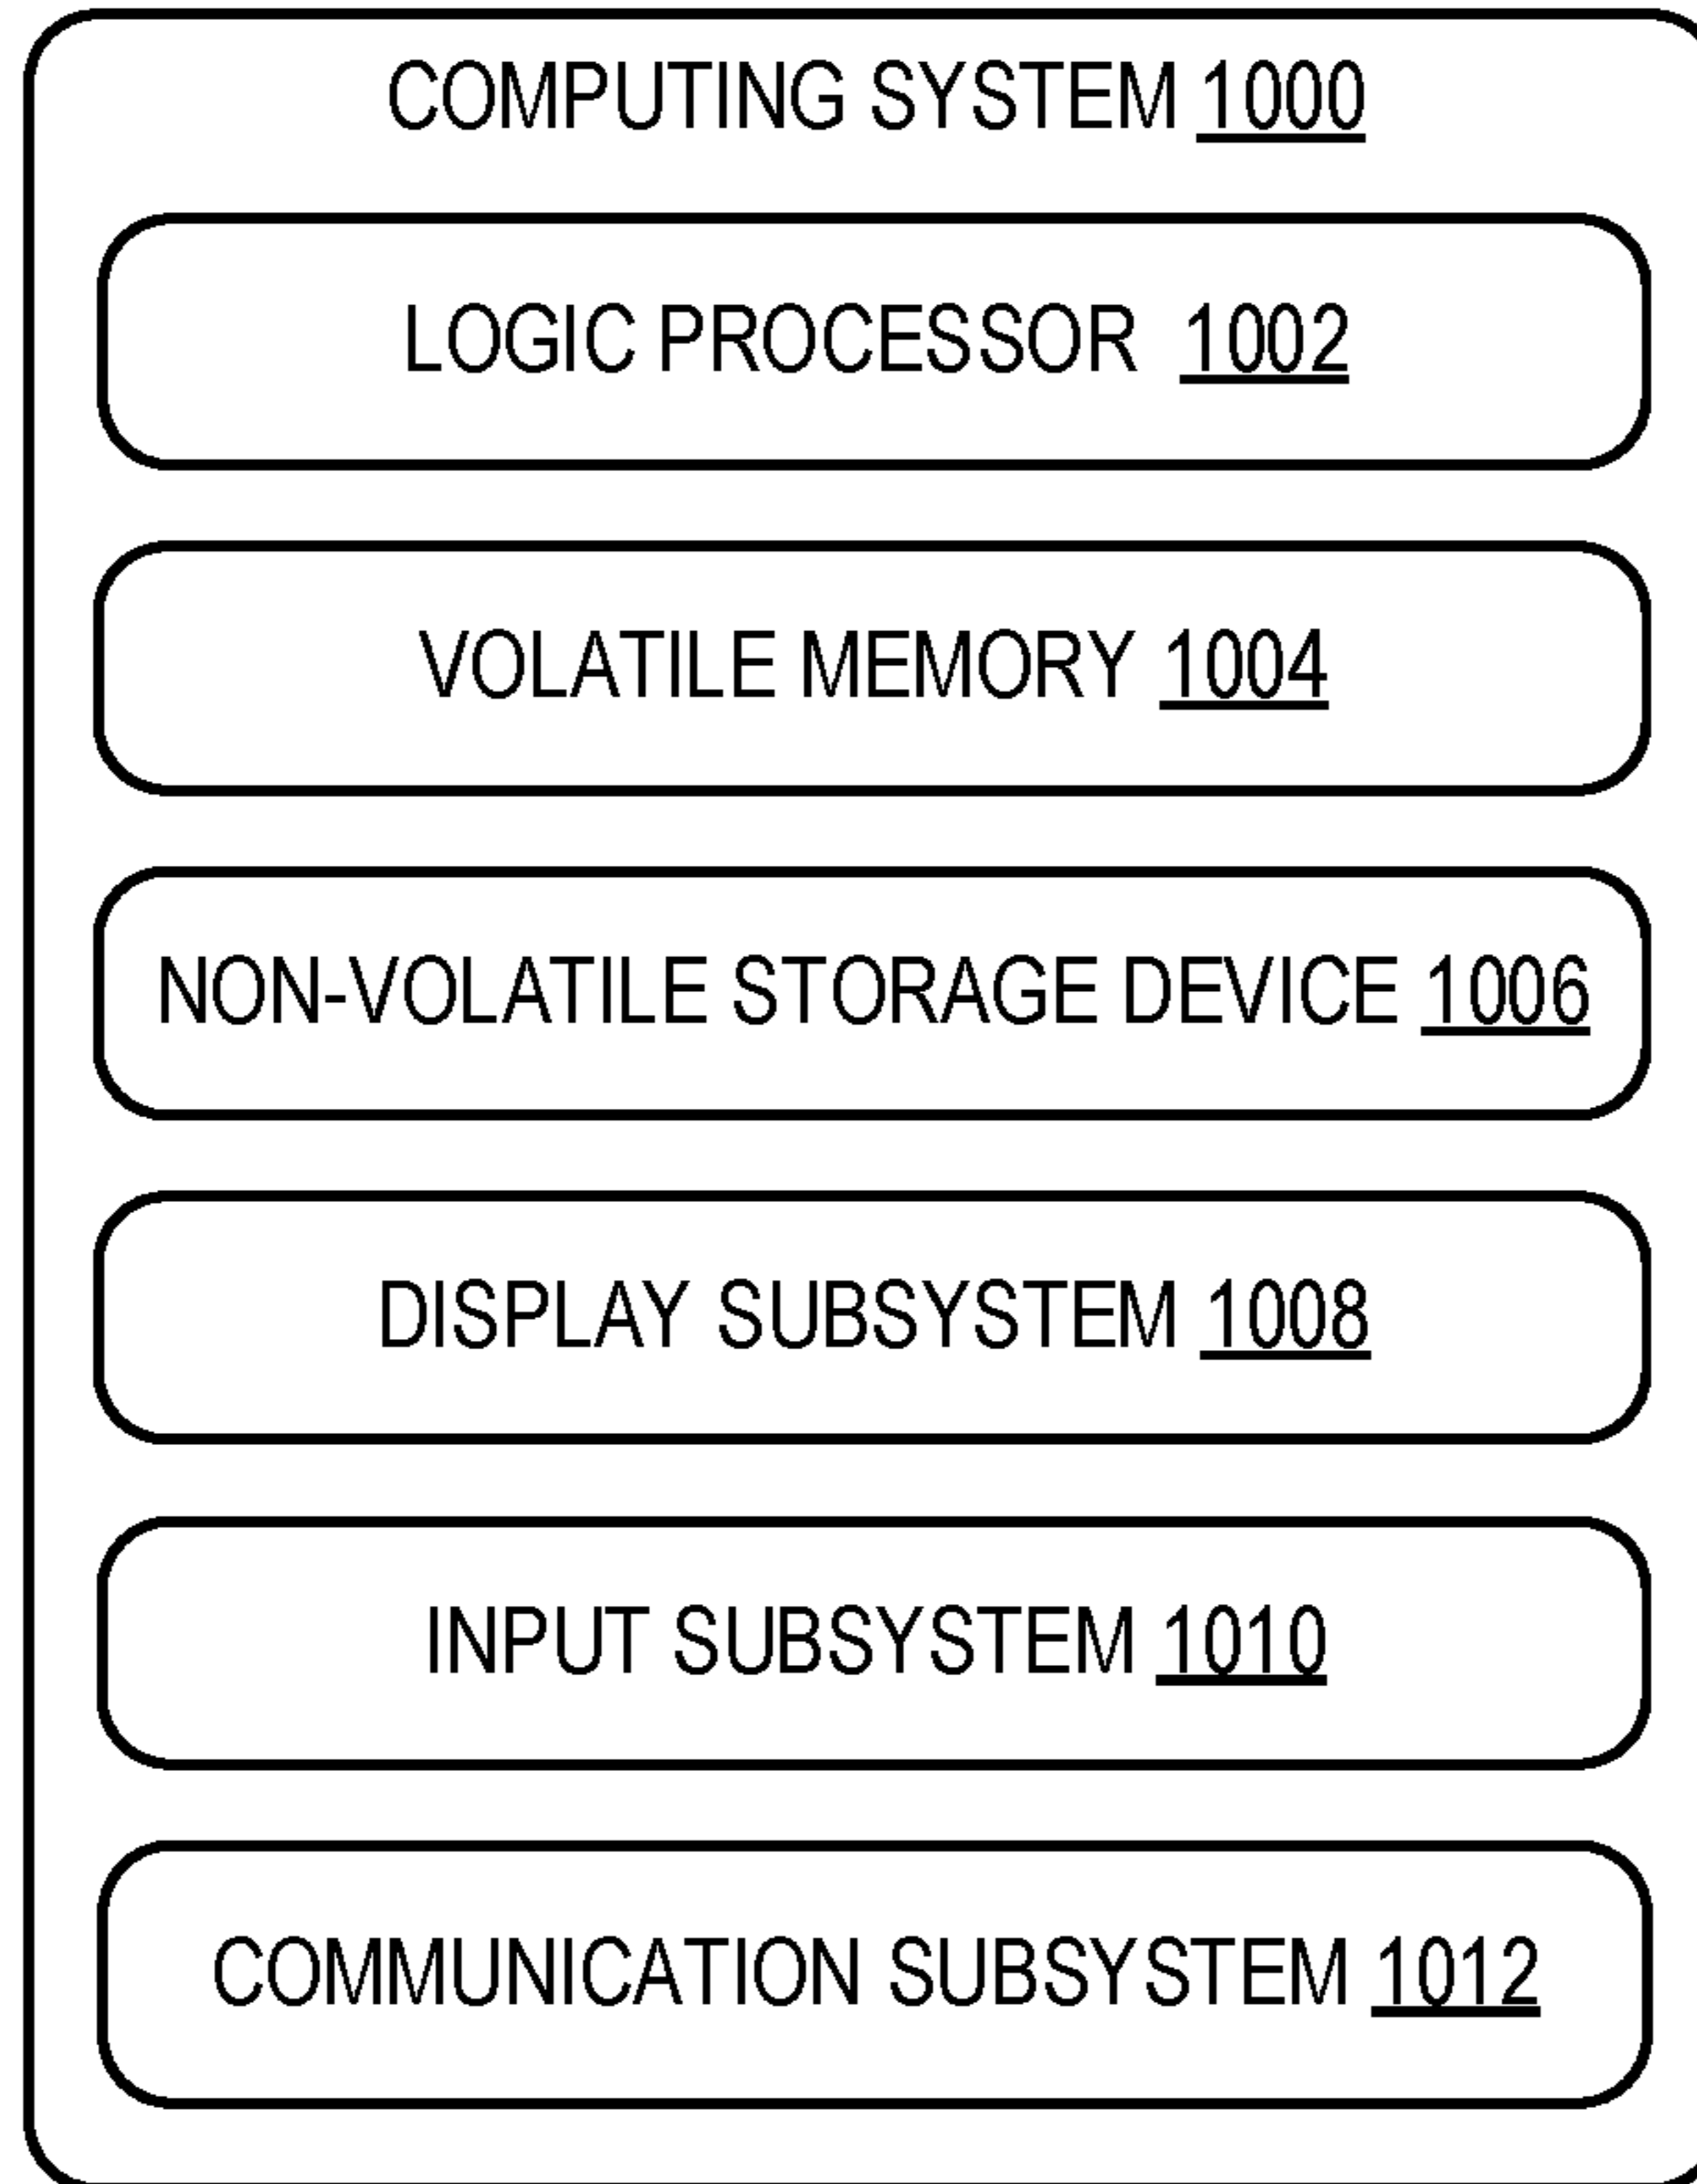 COMPUTING SYSTEM 1000
LOGIC PROCESSOR 1002
VOLATILE MEMORY 1004
NON-VOLATILE STORAGE DEVICE 1006
DISPLAY SUBSYSTEM 1008
INPUT SUBSYSTEM 1010
COMMUNICATION SUBSYSTEM 1012